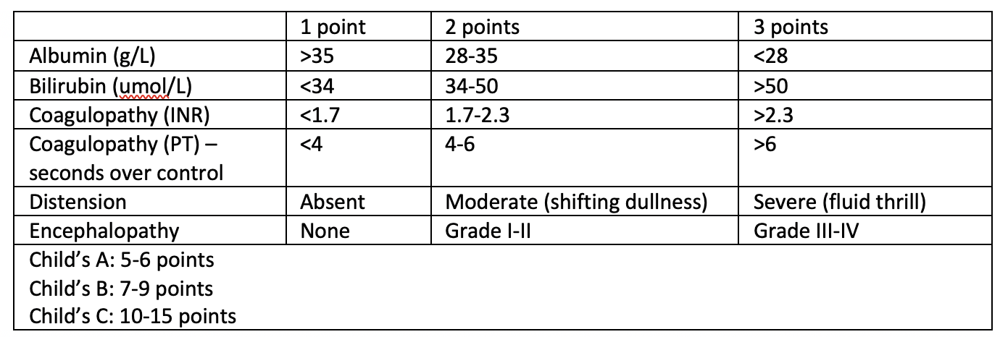 1 point 2 points 3 points
Albumin (g/L) >35 28-35 <28
Bilirubin (umol/L) <34 34-50 >50
Coagulopathy (INR) <1.7 1.7-2.3 >2.3
Coagulopathy (PT) – <4 4-6 >6
seconds over control
Distension Absent Moderate (shifting dullness) Severe (fluid thrill)
Encephalopathy None Grade I-II Grade III-IV
Child’s A: 5-6 points
Child’s B: 7-9 points
Child’s C: 10-15 points